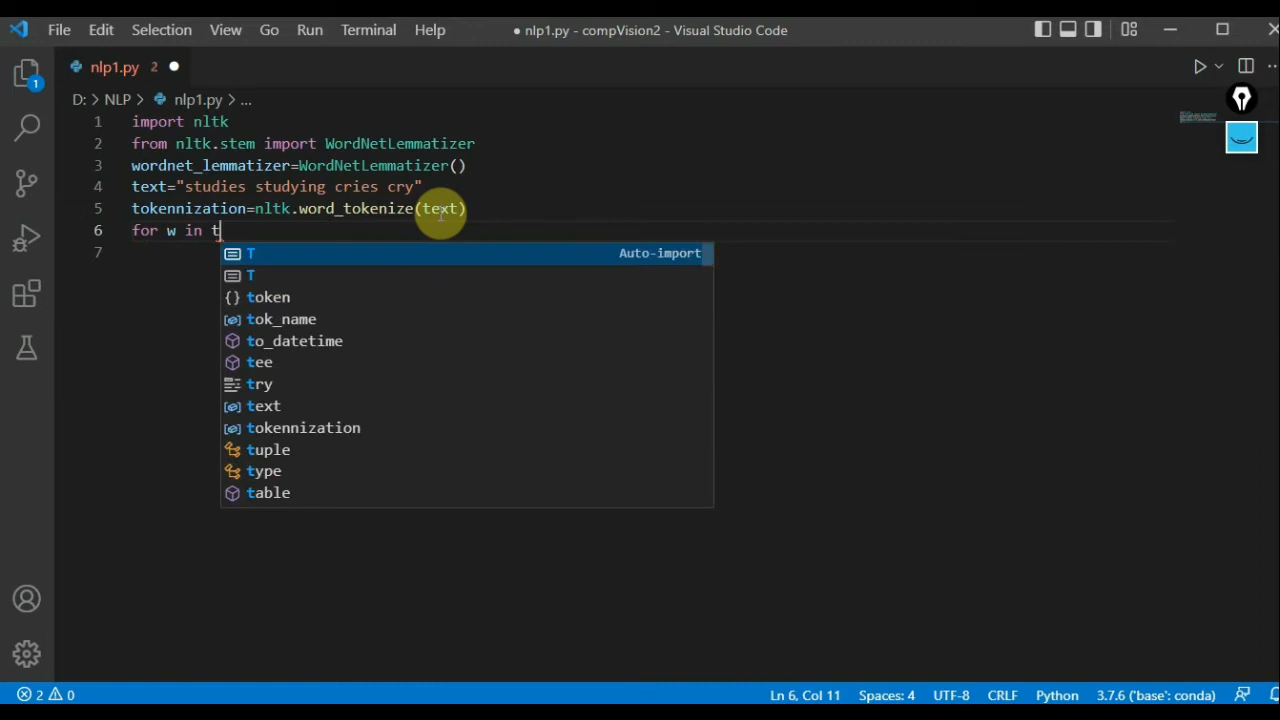 File Edit Selection View Go Run Terminal Help
● nlp1.py - compVision2 - Visual Studio Code
1
nlp1.py 2 ●
D: > NLP > nlp1.py > ...
1 import nltk
2 from nltk.stem import WordNetLemmatizer
3 wordnet_lemmatizer=WordNetLemmatizer()
4 text="studies studying cries cry"
5 tokennization=nltk.word_tokenize(text)
6 for w in t
7
T Auto-import
T
token
tok_name
to_datetime
tee
try
text
tokennization
tuple
type
table
2 0 Ln 6, Col 11 Spaces: 4 UTF-8 CRLF Python 3.7.6 ('base': conda)